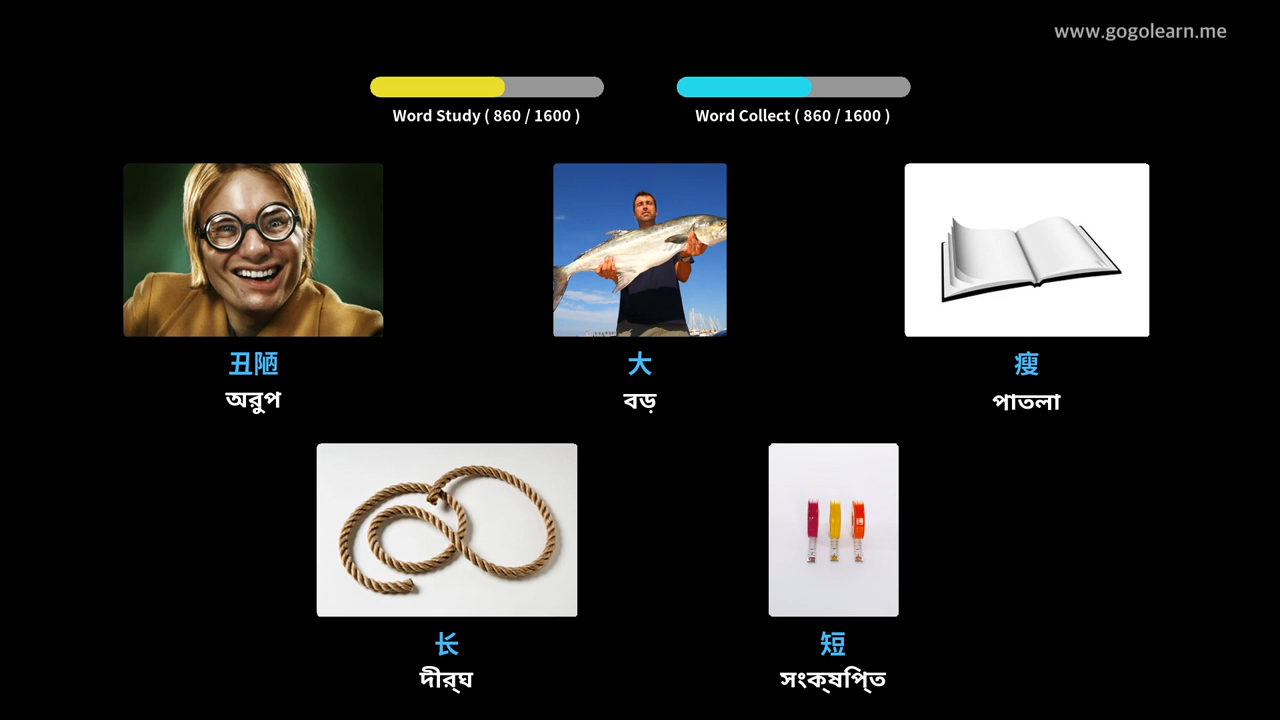 www.gogolearn.me
Word Study ( 860 / 1600 )
Word Collect ( 860 / 1600 )
丑陋
অরুপ
大
বড়
瘦
পাতলা
长
দীর্ঘ
短
সংক্ষিপ্ত